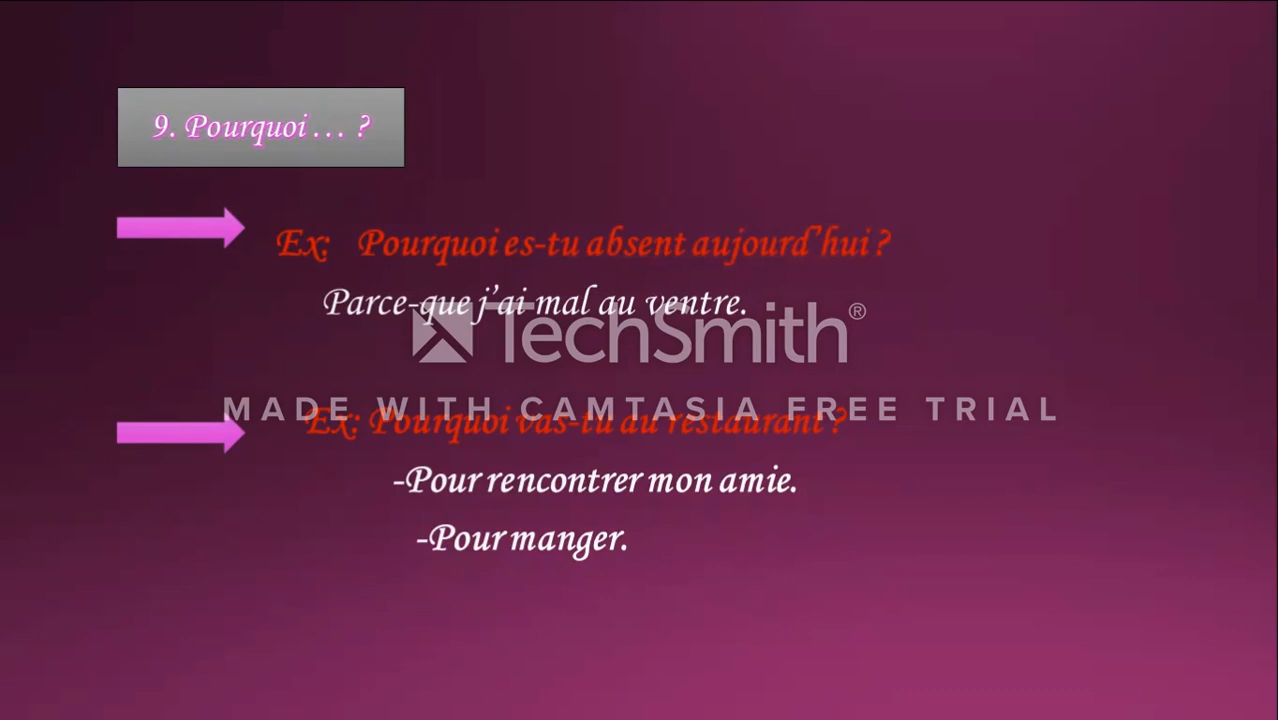 9. Pourquoi... ?
Ex: Pourquoi es-tu absent aujourd'hui ?
Parce-que j'ai mal au ventre.
TechSmith®
MADE WITH CAMTASIA FREE TRIAL
Ex: Pourquoi vas-tu au restaurant ?
-Pour rencontrer mon amie.
-Pour manger.